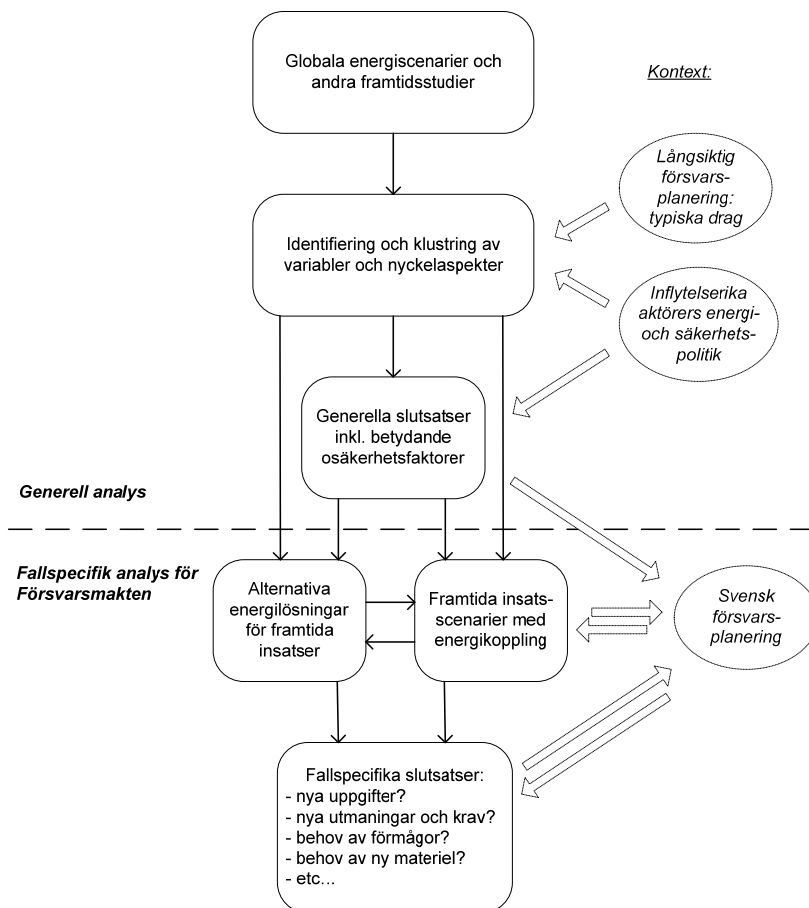 Globala energiscenarier och
andra framtidsstudier
Kontext:
Långsiktig
försvars-
planering:
typiska drag
Identifiering och klustring av
variabler och nyckelaspekter
Inflytelserika
aktörers energi-
och säkerhets-
politik
Generella slutsatser
inkl. betydande
osäkerhetsfaktorer
Generell analys
Fallspecifik analys för
Försvarsmakten
Alternativa
energilösningar
för framtida
insatser
Framtida insats-
scenarier med
energikoppling
Svensk
försvars-
planering
Fallspecifika slutsatser:
- nya uppgifter?
- nya utmaningar och krav?
- behov av förmågor?
- behov av ny materiel?
- etc...